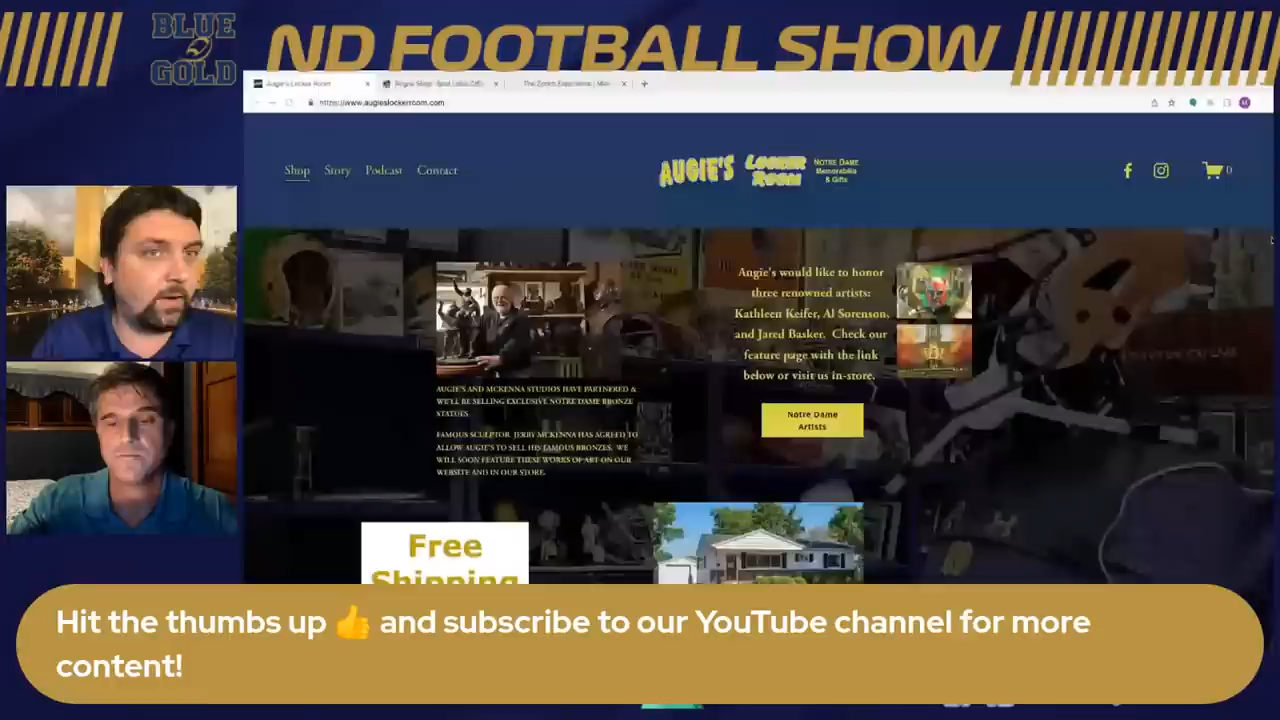 BLUE
GOLD
ND FOOTBALL SHOW
Augie's Locker Room
https://www.augieslockerroom.com
Shop Story Podcast Contact
AUGIE'S LOCKER ROOM
NOTRE DAME
Memorabilia
& Gifts
0
Angie's would like to honor
three renowned artists:
Kathleen Keifer, Al Sorenson,
and Jared Basker. Check our
feature page with the link
below or visit us in-store.
Notre Dame
Artists
AUGIE'S AND MCKENNA STUDIOS HAVE PARTNERED &
WE'LL BE SELLING EXCLUSIVE NOTRE DAME BRONZE
STATUES
FAMOUS SCULPTOR JERRY MCKENNA HAS AGREED TO
ALLOW AUGIE'S TO SELL HIS FAMOUS BRONZES. WE
WILL SOON FEATURE THESE WORKS OF ART ON OUR
WEBSITE AND IN OUR STORE.
Free
Shipping
Hit the thumbs up 👍 and subscribe to our YouTube channel for more
content!